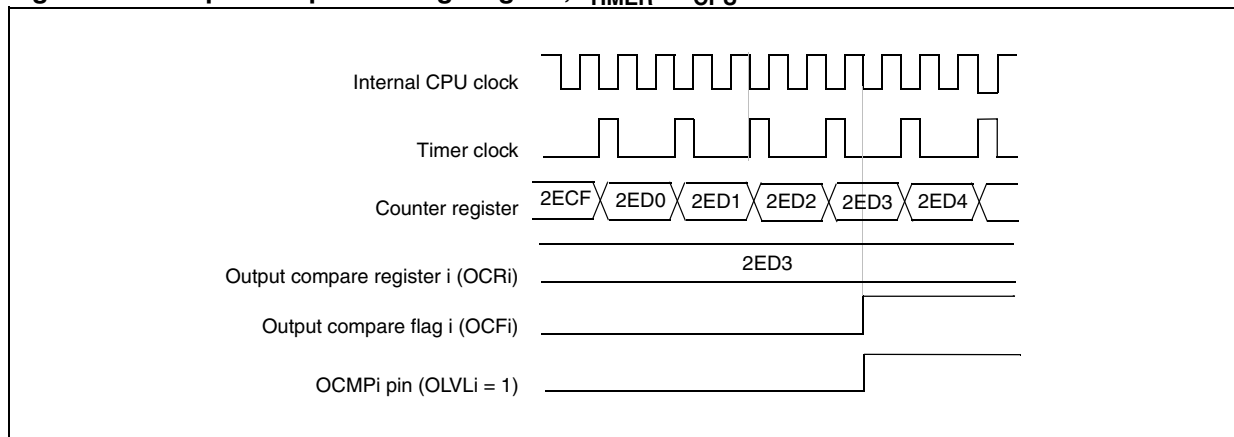 Internal CPU clock
Timer clock
Counter register
2ECF 2ED0 2ED1 2ED2 2ED3 2ED4
Output compare register i (OCRi)
2ED3
Output compare flag i (OCFi)
OCMPi pin (OLVLi = 1)